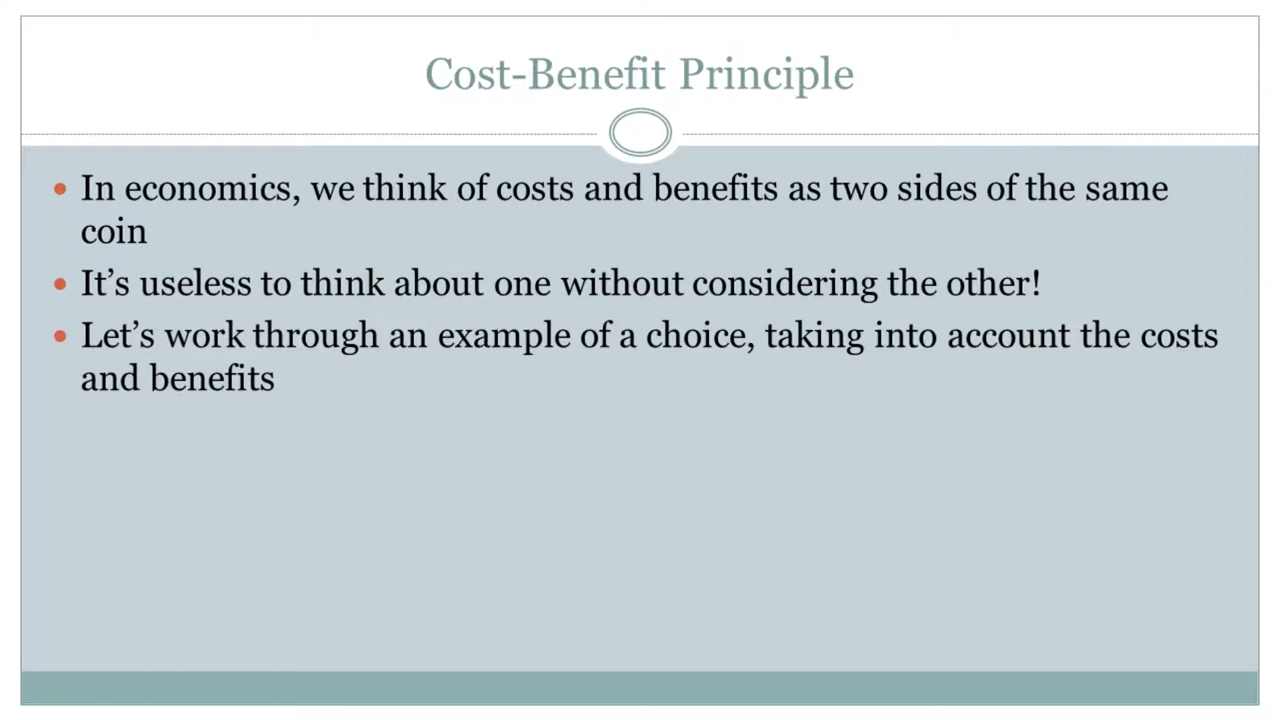 Cost-Benefit Principle
• In economics, we think of costs and benefits as two sides of the same
coin
• It’s useless to think about one without considering the other!
• Let’s work through an example of a choice, taking into account the costs
and benefits